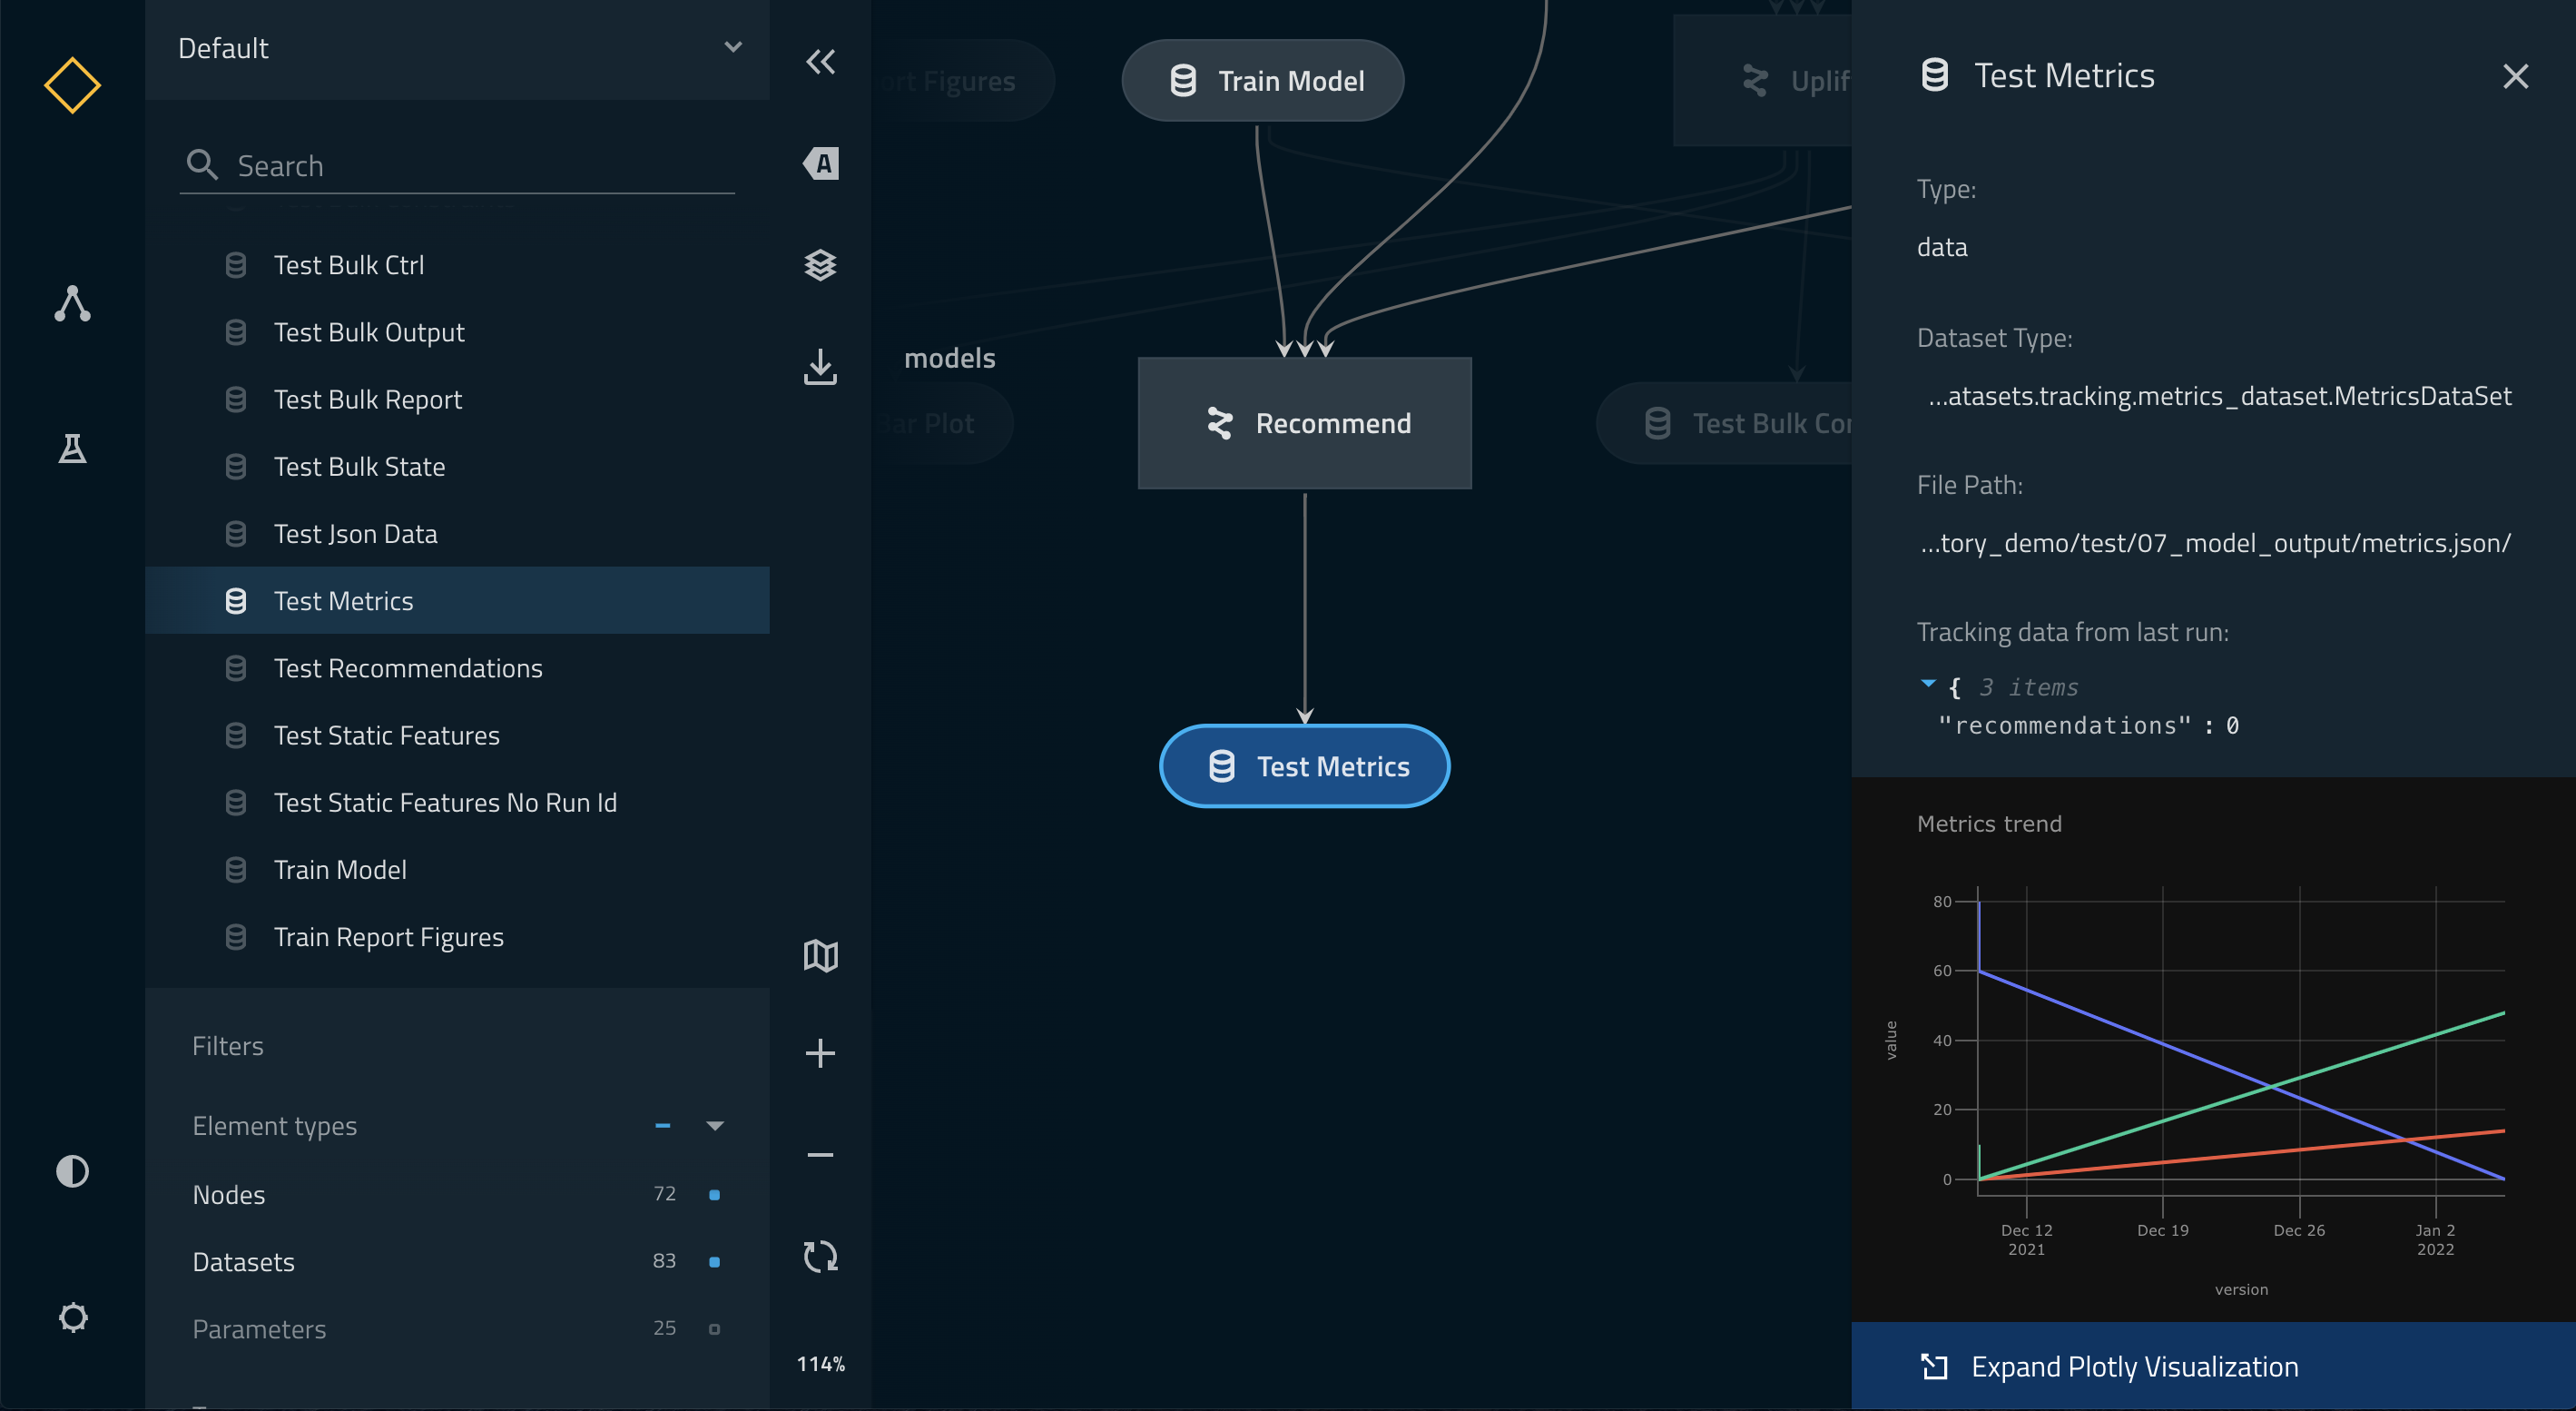 Default
Search
Test Bulk Ctrl
Test Bulk Output
Test Bulk Report
Test Bulk State
Test Json Data
Test Metrics
Test Recommendations
Test Static Features
Test Static Features No Run Id
Train Model
Train Report Figures
Filters
Element types
Nodes 72
Datasets 83
Parameters 25
A
114%
Figures
Train Model
models
Bar Plot
Recommend
Test Bulk
Test Metrics
Test Metrics
Type:
data
Dataset Type:
...atasets.tracking.metrics_dataset.MetricsDataSet
File Path:
...tory_demo/test/07_model_output/metrics.json/
Tracking data from last run:
{ 3 items
"recommendations" : 0
Metrics trend
80
60
40
20
0
value
Dec 12
2021
Dec 19
Dec 26
Jan 2
2022
version
Expand Plotly Visualization